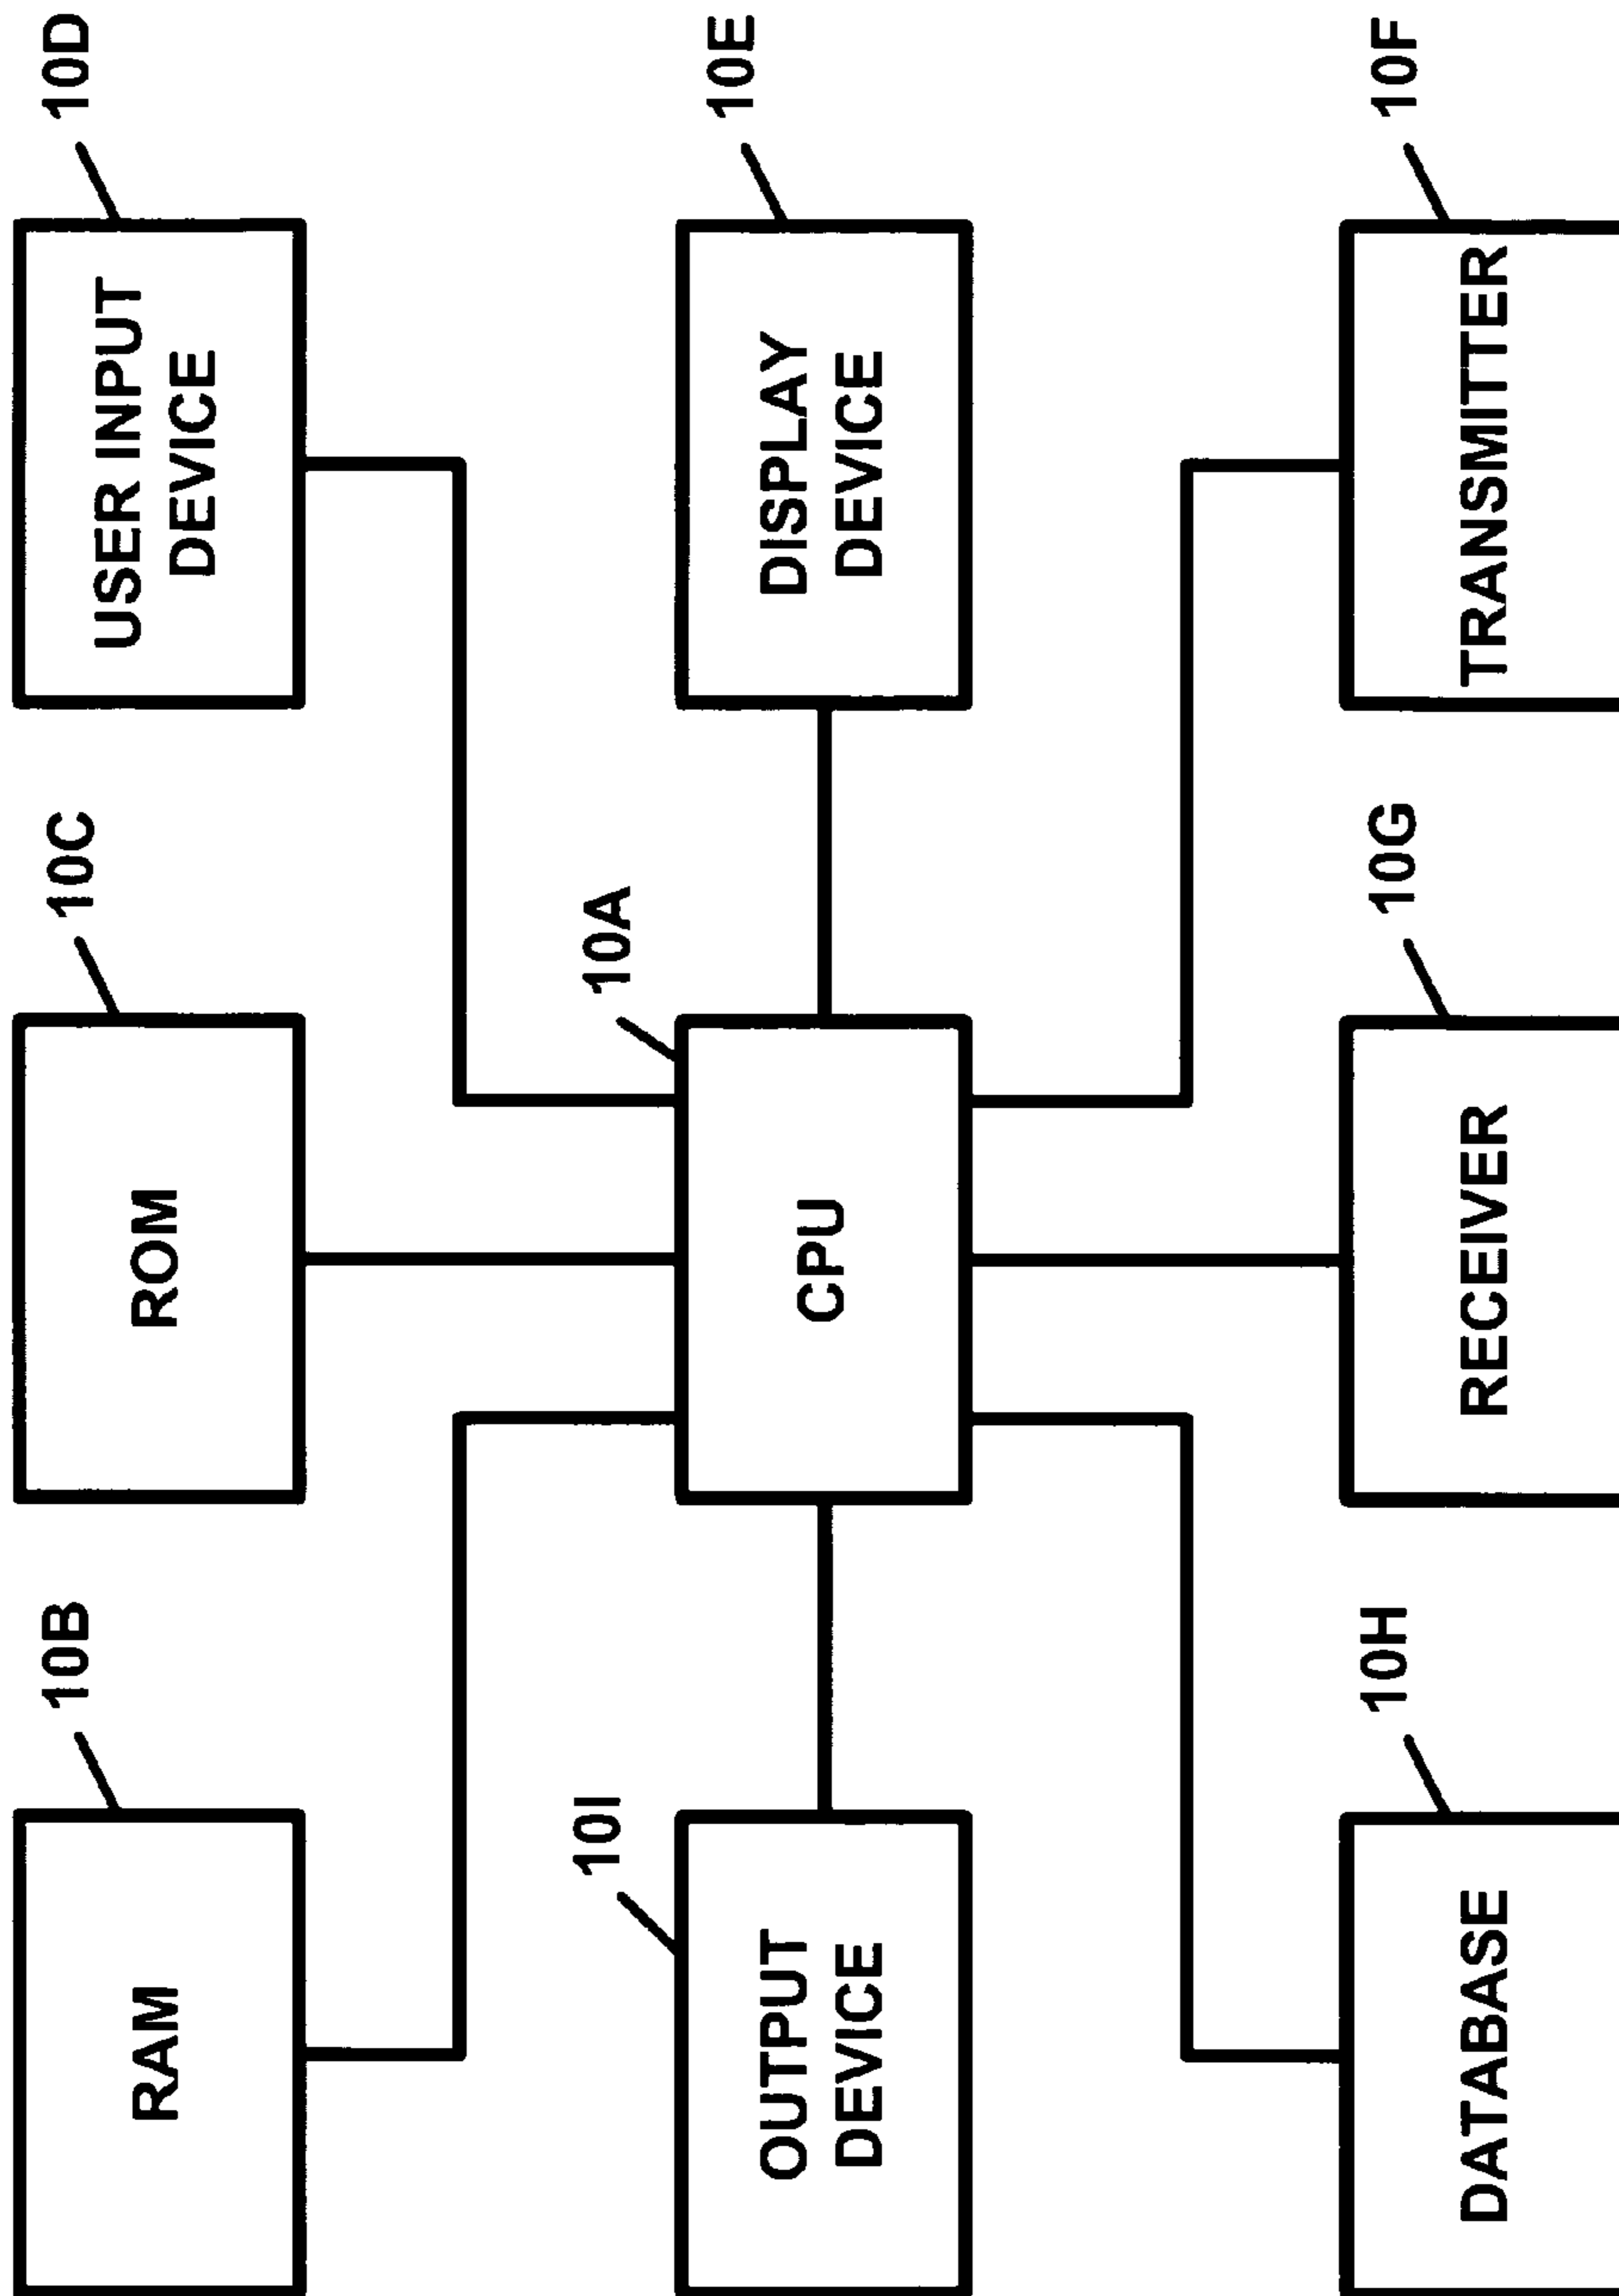 10B
10C
10D
RAM
ROM
USER INPUT
DEVICE
10I
10A
10E
OUTPUT
DEVICE
CPU
DISPLAY
DEVICE
10H
10G
10F
DATABASE
RECEIVER
TRANSMITTER